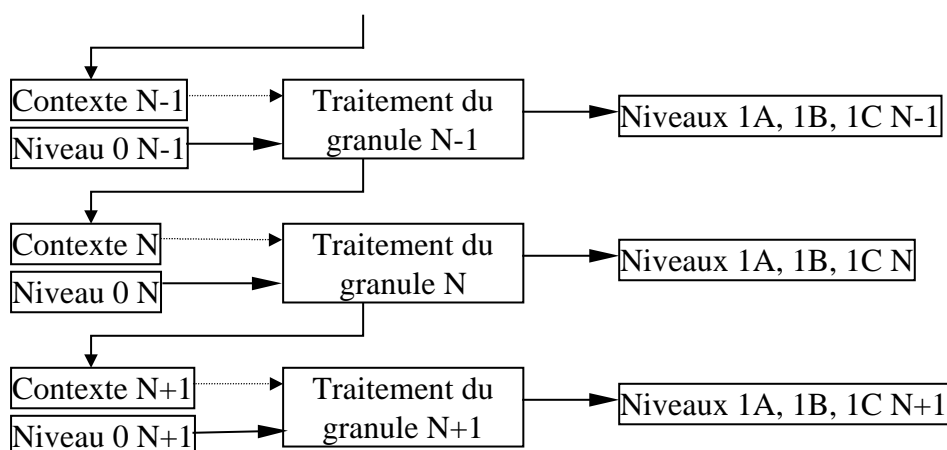 Contexte N-1
Traitement du
granule N-1
Niveaux 1A, 1B, 1C N-1
Niveau 0 N-1
Contexte N
Traitement du
granule N
Niveaux 1A, 1B, 1C N
Niveau 0 N
Contexte N+1
Traitement du
granule N+1
Niveaux 1A, 1B, 1C N+1
Niveau 0 N+1